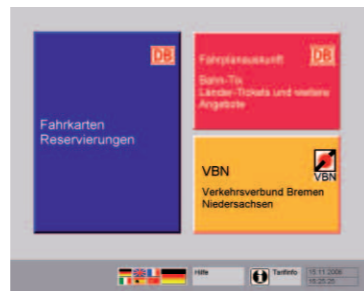 DB
Fahrkarten
Reservierungen
Fahrplanauskunft
DB
Bahn-Tix
Länder-Tickets und weitere
Angebote
VBN
VBN
Verkehrsverbund Bremen
Niedersachsen
Hilfe
Tarifinfo
15.11.2006